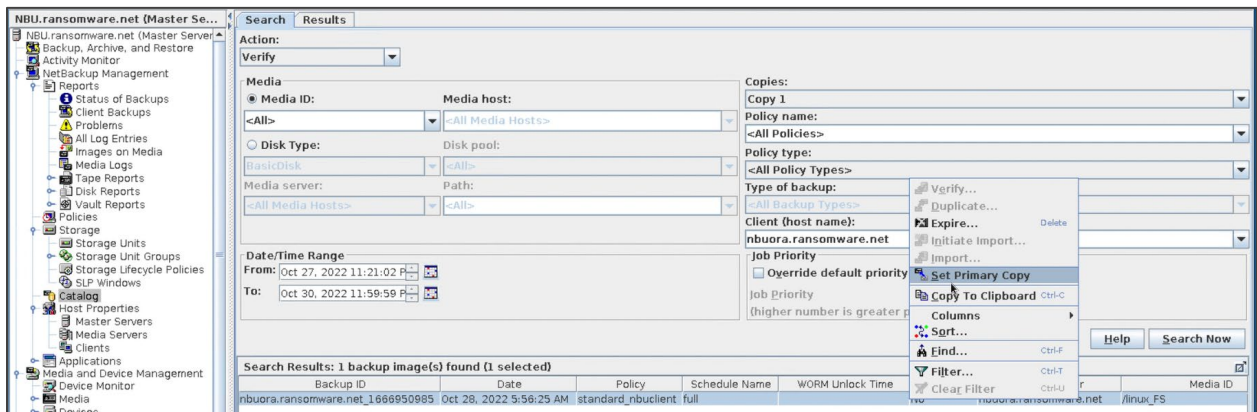 NBU.ransomware.net (Master Se...
NBU.ransomware.net (Master Server
Backup, Archive, and Restore
Activity Monitor
NetBackup Management
Reports
Status of Backups
Client Backups
Problems
All Log Entries
Images on Media
Media Logs
Tape Reports
Disk Reports
Vault Reports
Policies
Storage
Storage Units
Storage Unit Groups
Storage Lifecycle Policies
SLP Windows
Catalog
Host Properties
Master Servers
Media Servers
Clients
Applications
Media and Device Management
Device Monitor
Media
Devices
Search Results
Action:
Verify
Media
Media ID: Media host:
<All> <All Media Hosts>
Disk Type: Disk pool:
BasicDisk <All>
Media server: Path:
<All Media Hosts> <All>
Date/Time Range
From: Oct 27, 2022 11:21:02 P
To: Oct 30, 2022 11:59:59 P
Copies:
Copy 1
Policy name:
<All Policies>
Policy type:
<All Policy Types>
Type of backup:
<All Backup Types>
Client (host name):
nbuora.ransomware.net
Job Priority
Override default priority
Job Priority
(higher number is greater p
Verify...
Duplicate...
Expire... Delete
Initiate Import...
Import...
Set Primary Copy
Copy To Clipboard Ctrl-C
Columns
Sort...
Find... Ctrl-F
Filter... Ctrl-T
Clear Filter Ctrl-U
Help Search Now
Search Results: 1 backup image(s) found (1 selected)
Backup ID Date Policy Schedule Name WORM Unlock Time r Media ID
nbuora.ransomware.net_1666950985 Oct 28, 2022 5:56:25 AM standard_nbuclient full No nbuora.ransomware.net /linux_FS